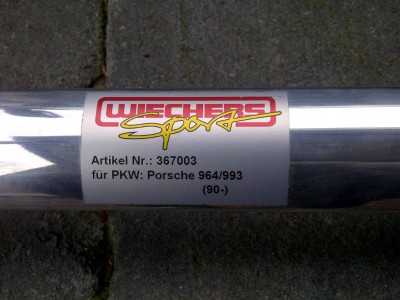 WIECHERS
Sport
Artikel Nr.: 367003
für PKW: Porsche 964/993
(90-)